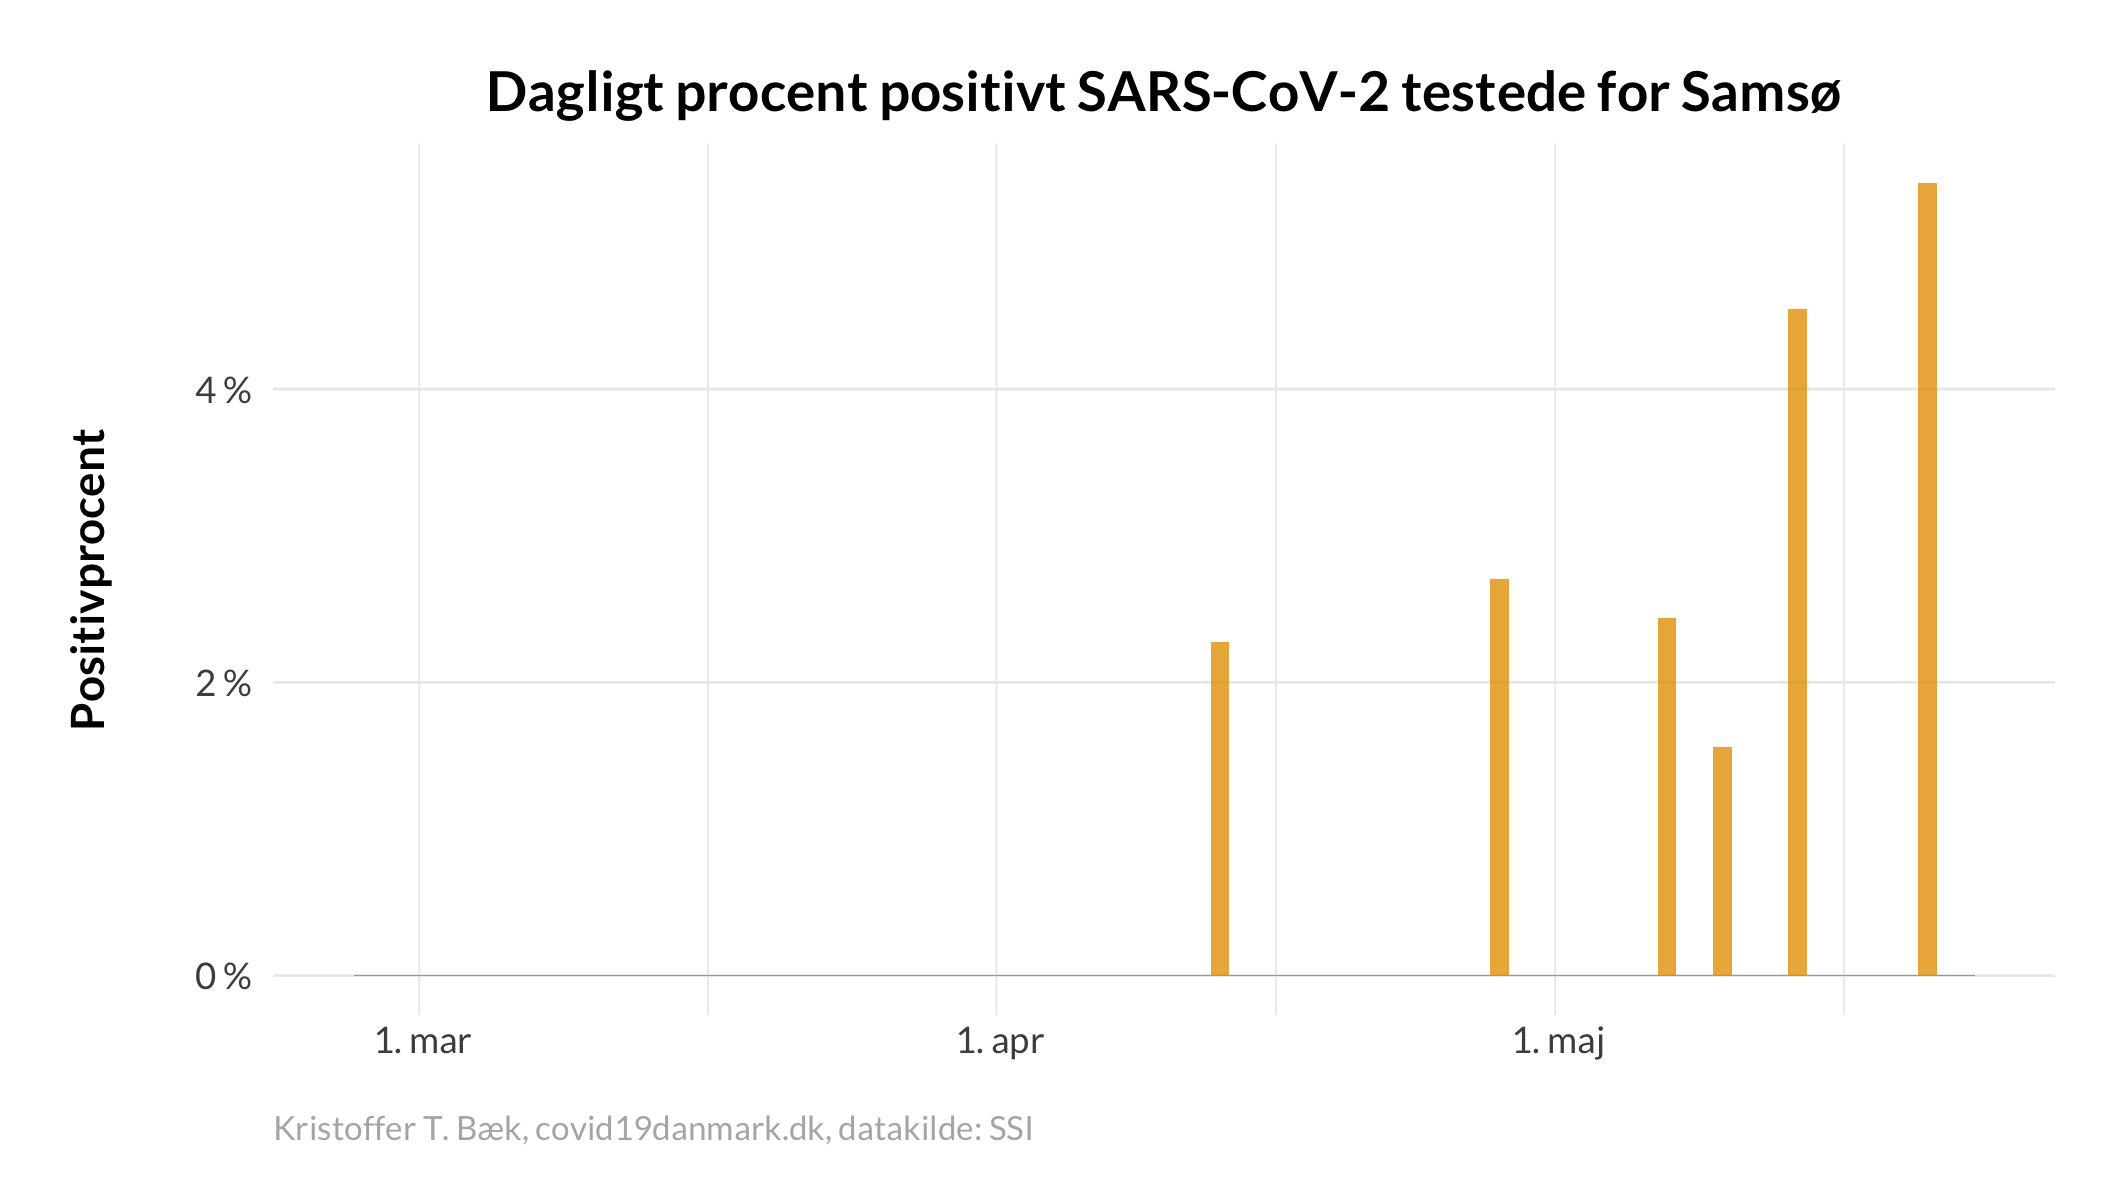 Dagligt procent positivt SARS-CoV-2 testede for Samsø
Positivprocent
4 %
2 %
0 %
1. mar
1. apr
1. maj
Kristoffer T. Bæk, covid19danmark.dk, datakilde: SSI